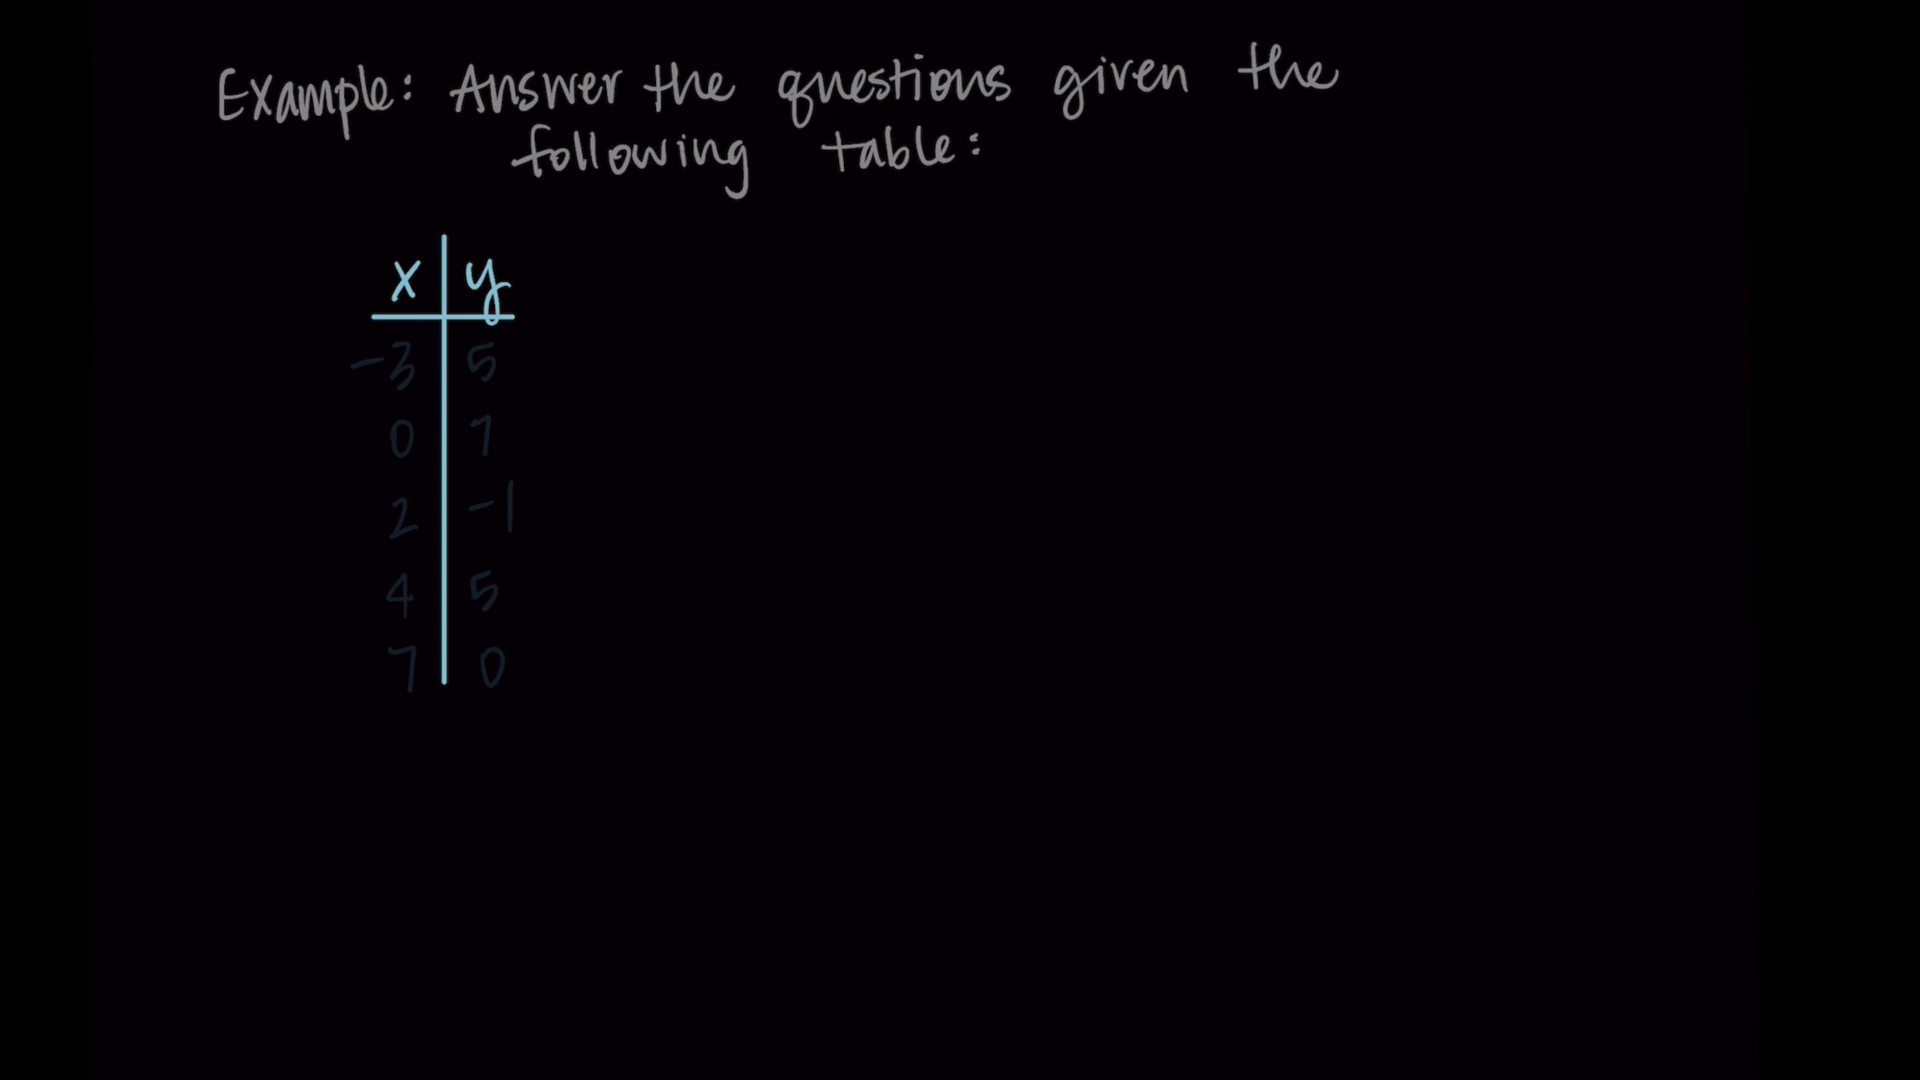 Example: Answer the questions given the
following table:
x y
-3 5
0 7
2 -1
4 5
7 0